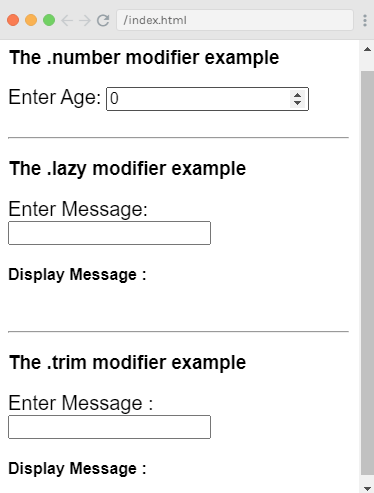 /index.html
The .number modifier example
Enter Age: 0
The .lazy modifier example
Enter Message:
Display Message :
The .trim modifier example
Enter Message :
Display Message :